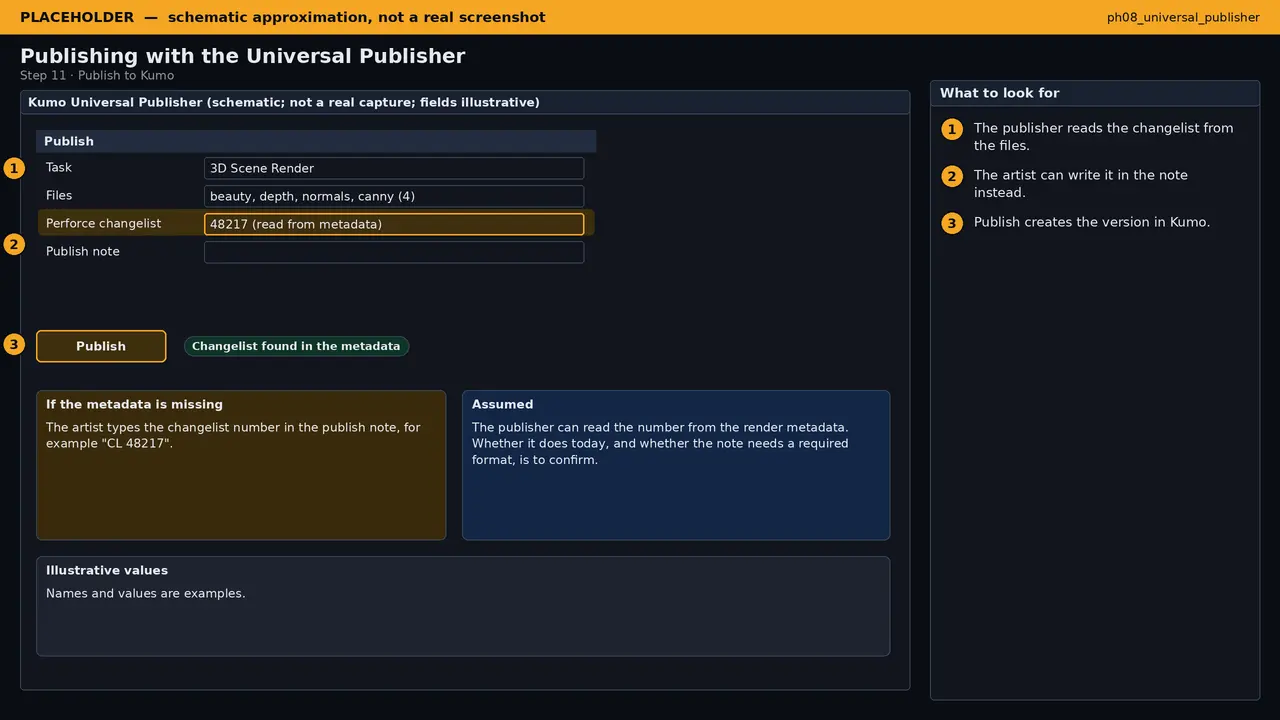 PLACEHOLDER — schematic approximation, not a real screenshot
ph08_universal_publisher
Publishing with the Universal Publisher
Step 11 · Publish to Kumo
Kumo Universal Publisher (schematic; not a real capture; fields illustrative)
Publish
1
Task
3D Scene Render
Files
beauty, depth, normals, canny (4)
Perforce changelist
48217 (read from metadata)
2
Publish note
3
Publish
Changelist found in the metadata
If the metadata is missing
The artist types the changelist number in the publish note, for
example "CL 48217".
Assumed
The publisher can read the number from the render metadata.
Whether it does today, and whether the note needs a required
format, is to confirm.
Illustrative values
Names and values are examples.
What to look for
1
The publisher reads the changelist from
the files.
2
The artist can write it in the note
instead.
3
Publish creates the version in Kumo.